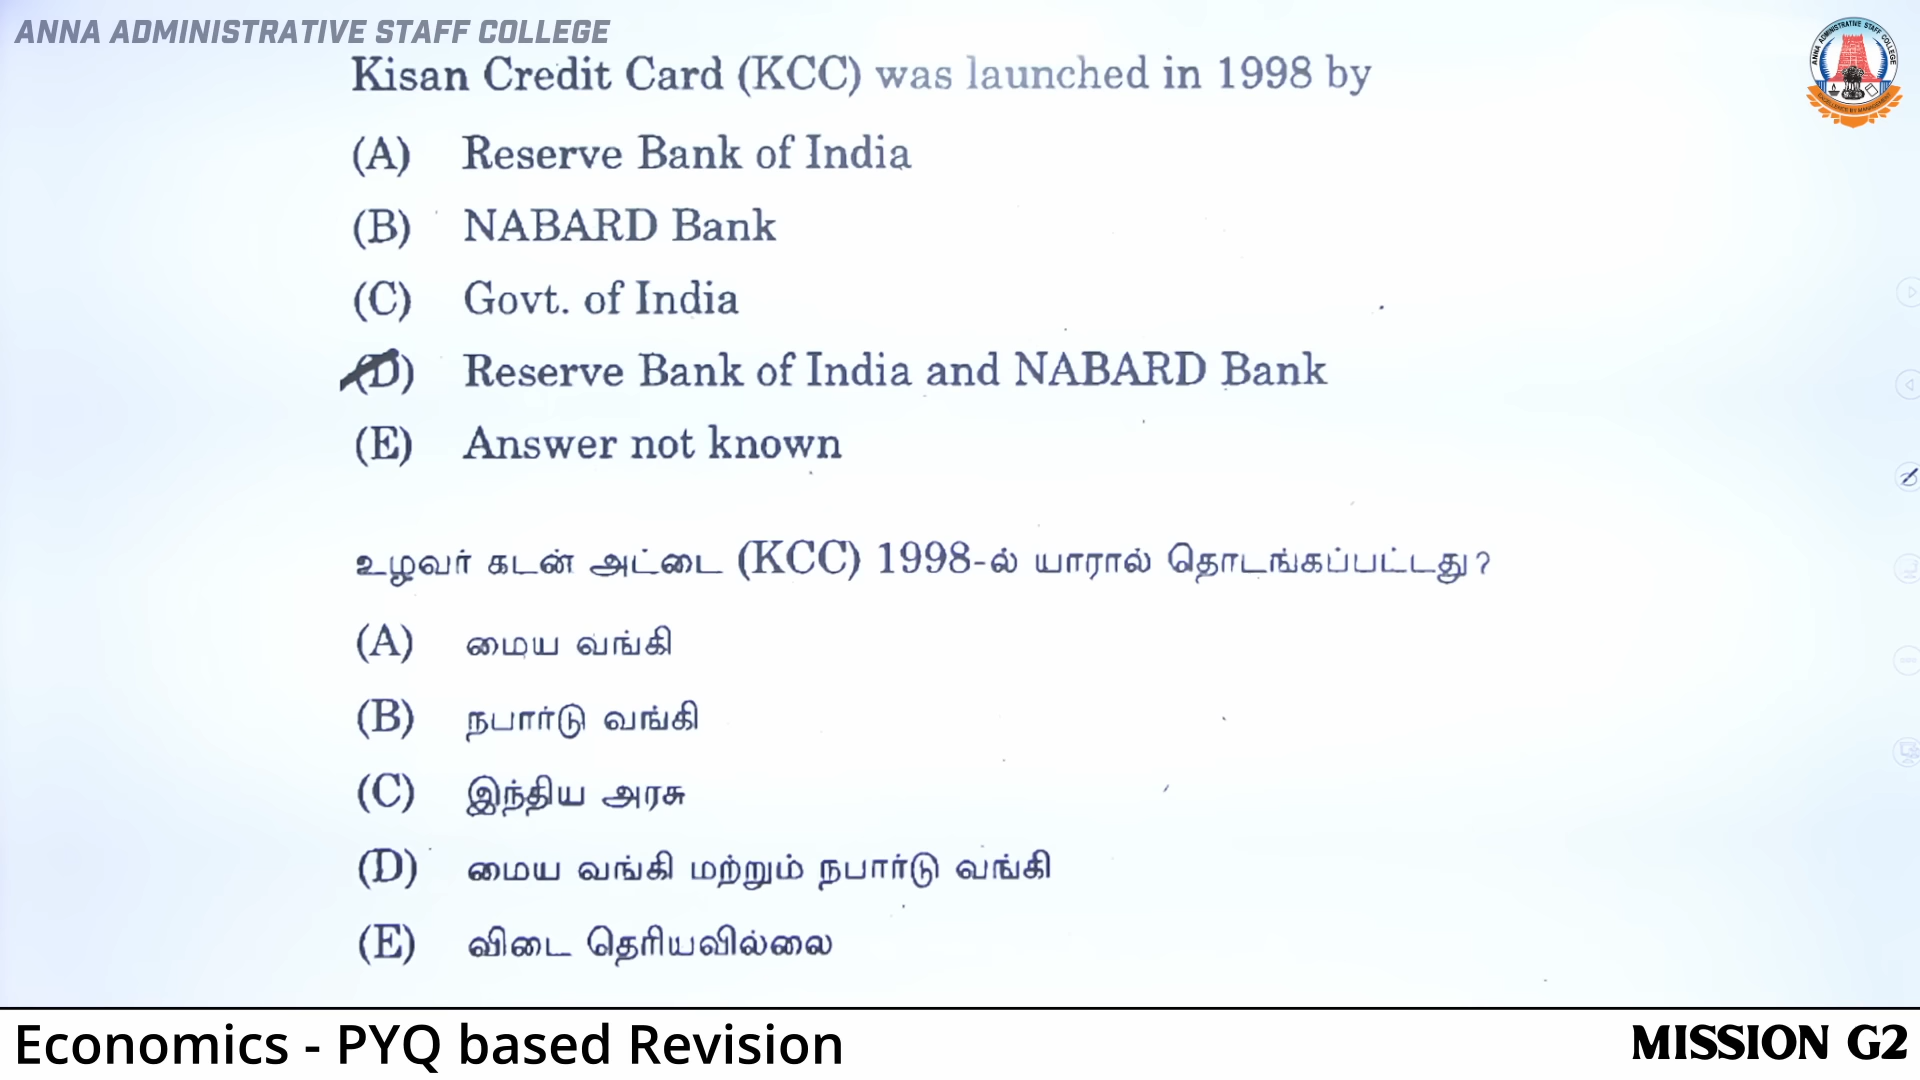 ANNA ADMINISTRATIVE STAFF COLLEGE
Kisan Credit Card (KCC) was launched in 1998 by
(A) Reserve Bank of India
(B) NABARD Bank
(C) Govt. of India
(D) Reserve Bank of India and NABARD Bank
(E) Answer not known
உழவர் கடன் அட்டை (KCC) 1998-ல் யாரால் தொடங்கப்பட்டது?
(A) மைய வங்கி
(B) நபார்டு வங்கி
(C) இந்திய அரசு
(D) மைய வங்கி மற்றும் நபார்டு வங்கி
(E) விடை தெரியவில்லை
Economics - PYQ based Revision
MISSION G2